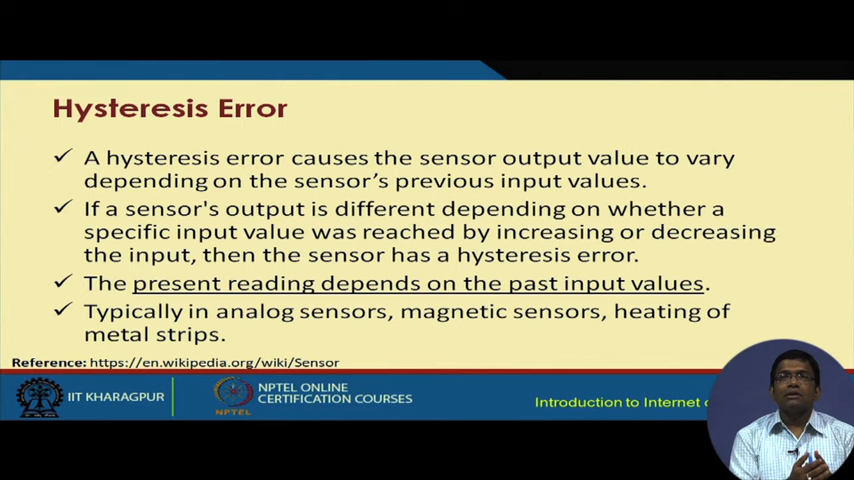 Hysteresis Error
✓ A hysteresis error causes the sensor output value to vary
depending on the sensor's previous input values.
✓ If a sensor's output is different depending on whether a
specific input value was reached by increasing or decreasing
the input, then the sensor has a hysteresis error.
✓ The present reading depends on the past input values.
✓ Typically in analog sensors, magnetic sensors, heating of
metal strips.
Reference: https://en.wikipedia.org/wiki/Sensor
IIT KHARAGPUR
NPTEL ONLINE
CERTIFICATION COURSES
NPTEL
Introduction to Internet